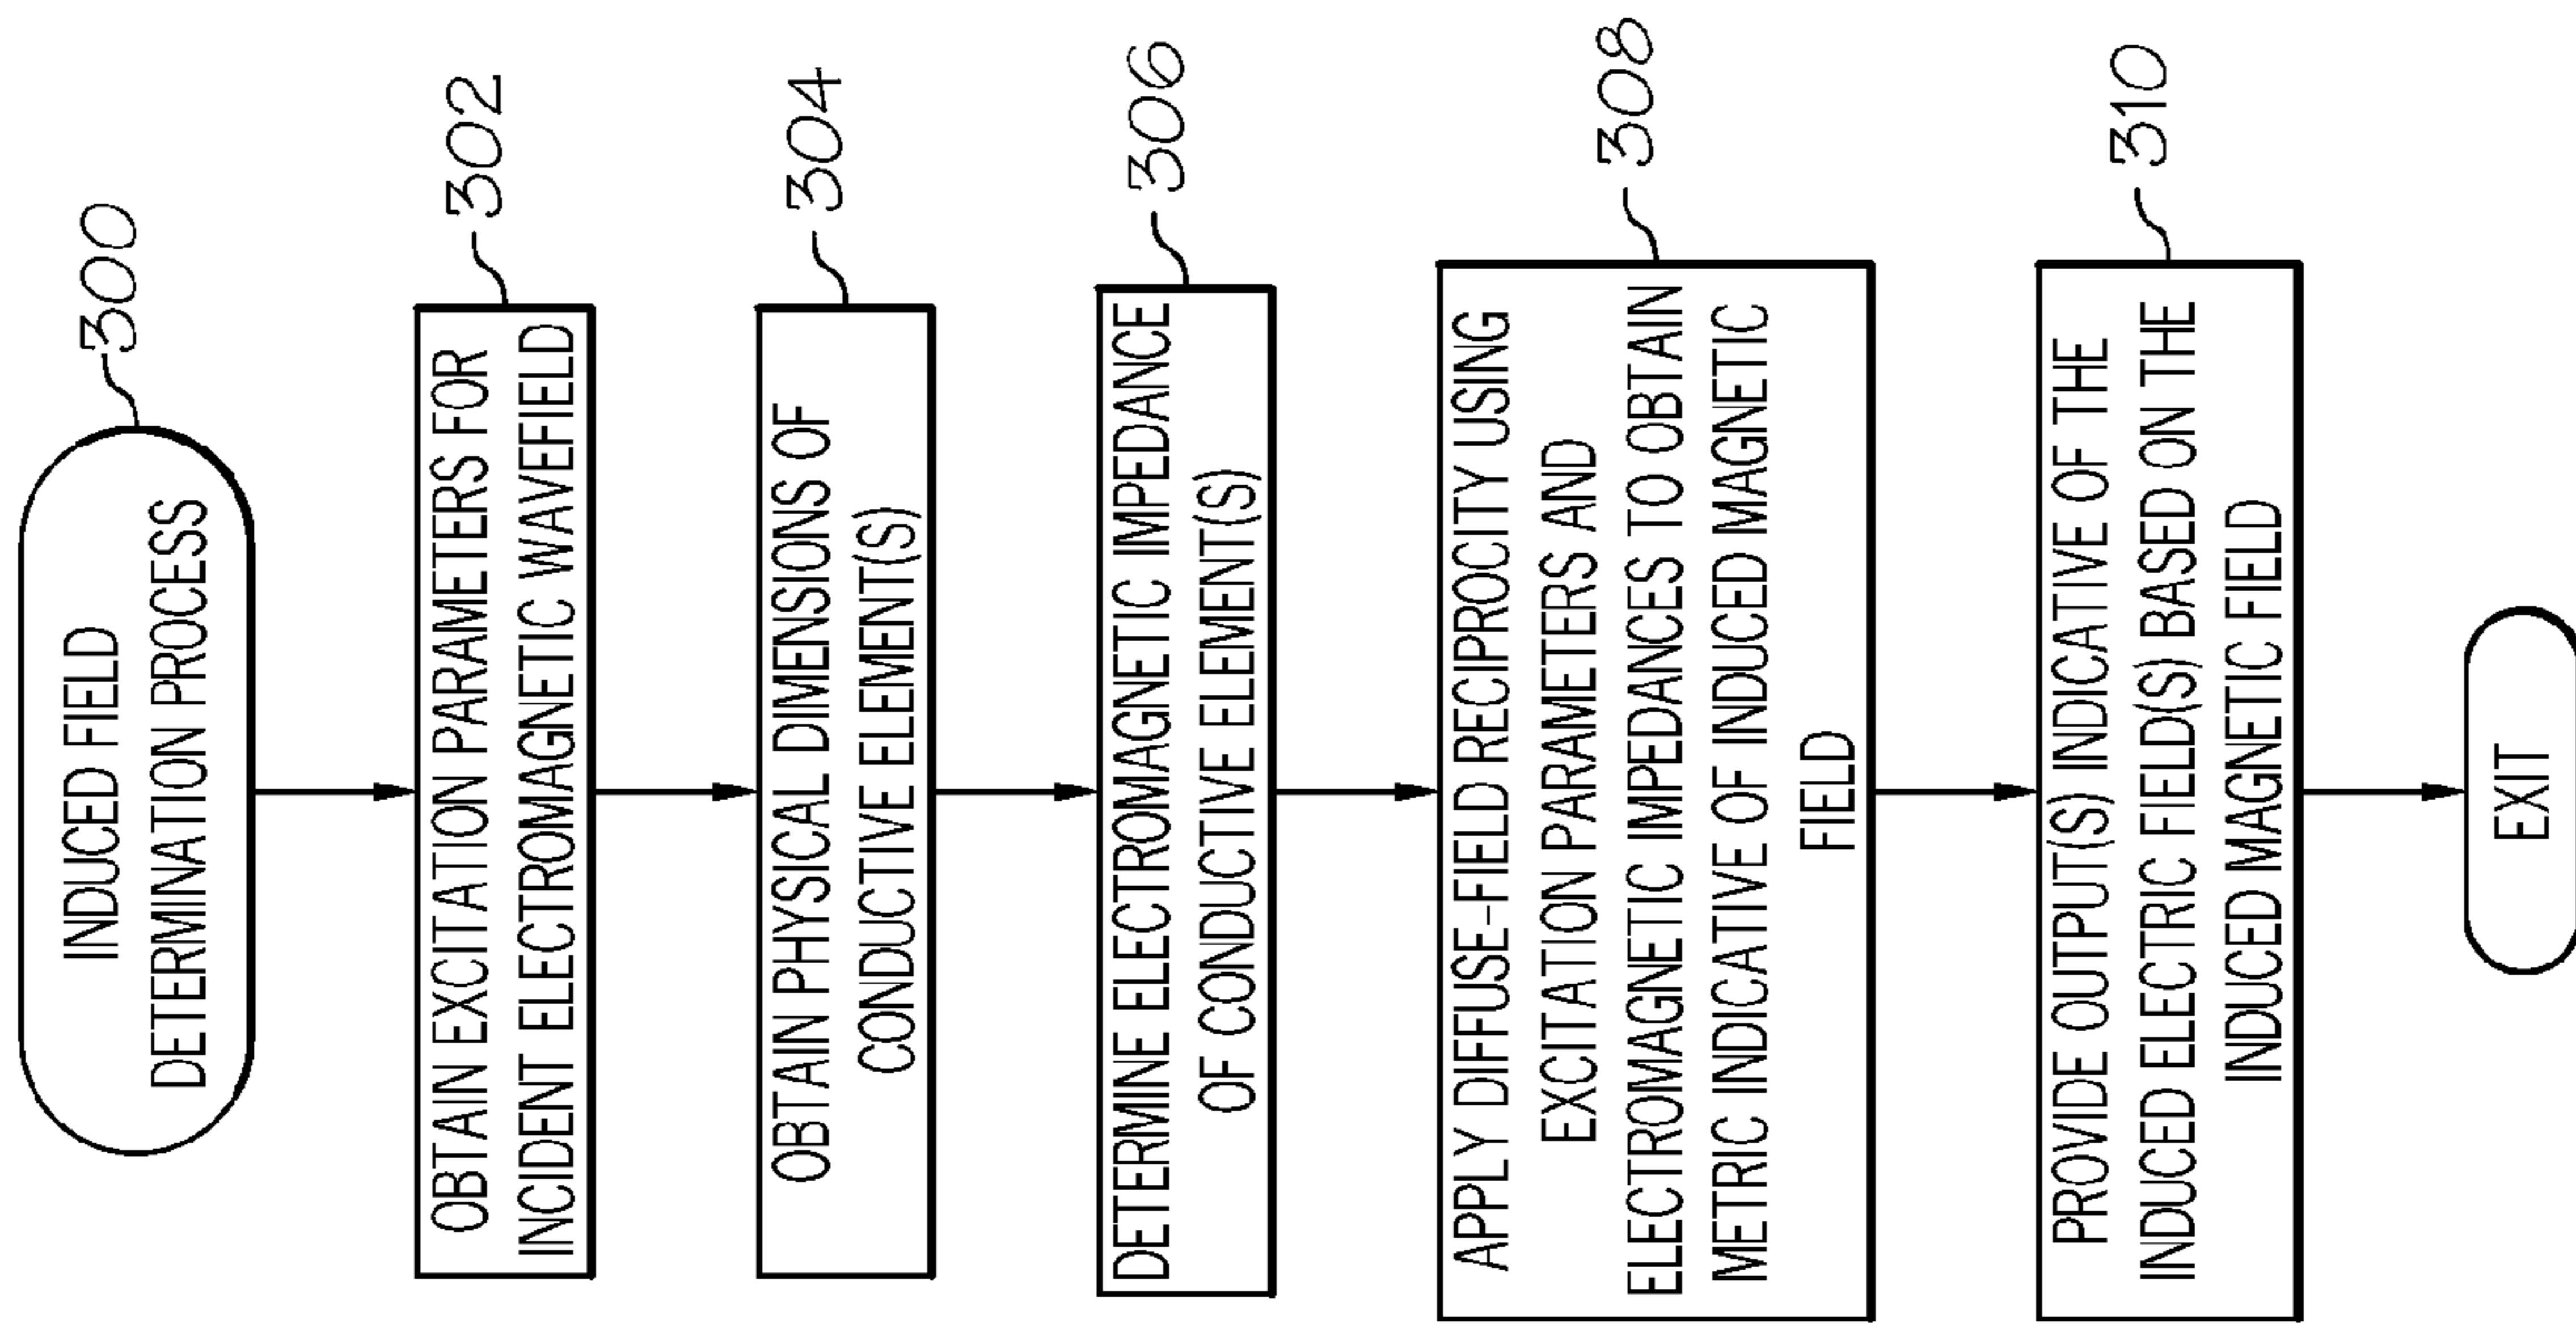 300
INDUCED FIELD
DETERMINATION PROCESS
302
OBTAIN EXCITATION PARAMETERS FOR
INCIDENT ELECTROMAGNETIC WAVEFIELD
304
OBTAIN PHYSICAL DIMENSIONS OF
CONDUCTIVE ELEMENT(S)
306
DETERMINE ELECTROMAGNETIC IMPEDANCE
OF CONDUCTIVE ELEMENT(S)
308
APPLY DIFFUSE-FIELD RECIPROCITY USING
EXCITATION PARAMETERS AND
ELECTROMAGNETIC IMPEDANCES TO OBTAIN
METRIC INDICATIVE OF INDUCED MAGNETIC
FIELD
310
PROVIDE OUTPUT(S) INDICATIVE OF THE
INDUCED ELECTRIC FIELD(S) BASED ON THE
INDUCED MAGNETIC FIELD
EXIT